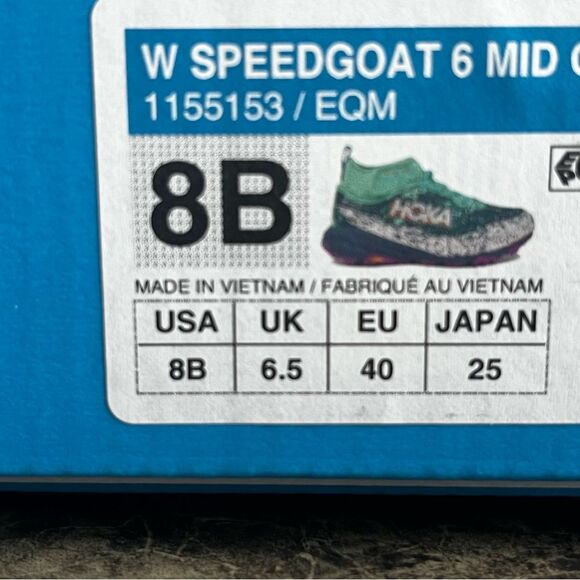 W SPEEDGOAT 6 MID
1155153 / EQM
8B
HOKA
MADE IN VIETNAM / FABRIQUÉ AU VIETNAM
USA UK EU JAPAN
8B 6.5 40 25